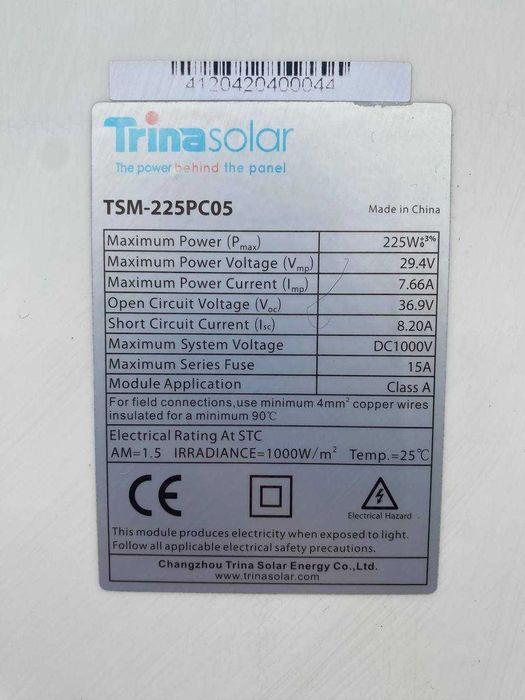 4120420400044
Trinasolar
The power behind the panel
TSM-225PC05 Made in China
Maximum Power (Pmax) 225W+3% 0
Maximum Power Voltage (Vmp) 29.4V
Maximum Power Current (Imp) 7.66A
Open Circuit Voltage (Voc) 36.9V
Short Circuit Current (Isc) 8.20A
Maximum System Voltage DC1000V
Maximum Series Fuse 15A
Module Application Class A
For field connections,use minimum 4mm² copper wires
insulated for a minimum 90℃
Electrical Rating At STC
AM=1.5 IRRADIANCE=1000W/m² Temp.=25℃
CE
Electrical Hazard
This module produces electricity when exposed to light.
Follow all applicable electrical safety precautions.
Changzhou Trina Solar Energy Co.,Ltd.
www.trinasolar.com